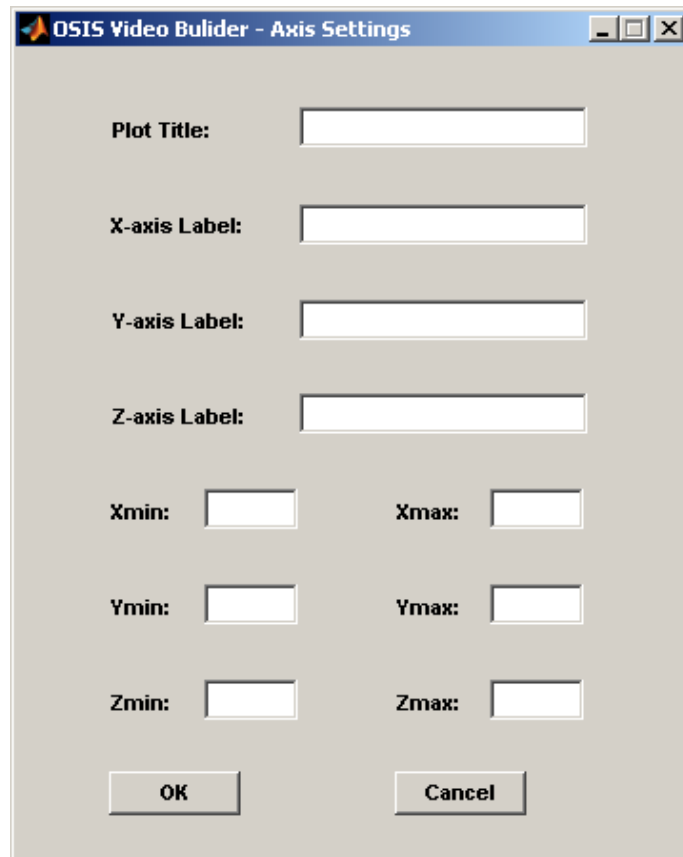 OSIS Video Bulider - Axis Settings
Plot Title:
X-axis Label:
Y-axis Label:
Z-axis Label:
Xmin: Xmax:
Ymin: Ymax:
Zmin: Zmax:
OK Cancel